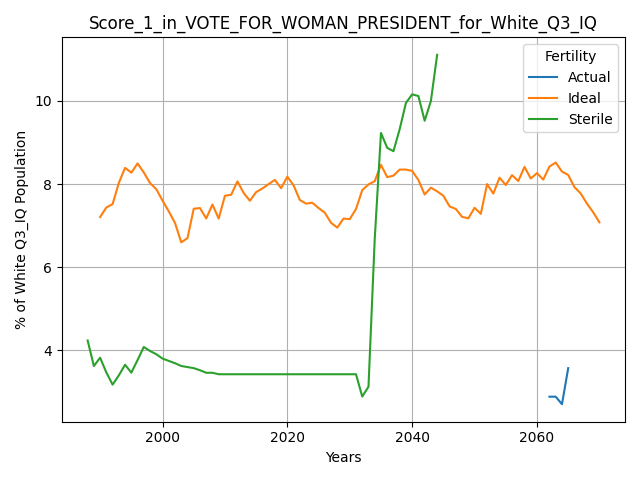 Score_1_in_VOTE_FOR_WOMAN_PRESIDENT_for_White_Q3_IQ
Fertility
Actual
Ideal
Sterile
% of White Q3_IQ Population
10
8
6
4
2000
2020
2040
2060
Years